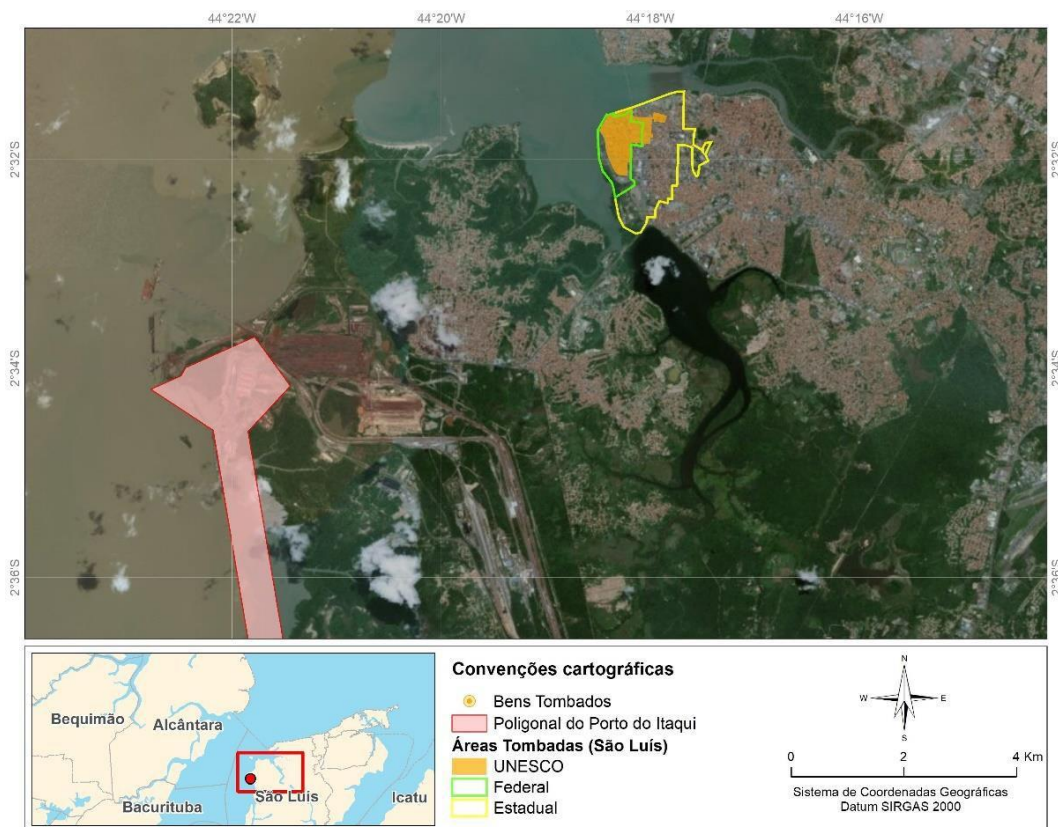 44°22'W
44°20'W
44°18'W
44°16'W
2°32'S
2°32'S
2°34'S
2°34'S
2°36'S
2°36'S
Bequimão
Alcântara
Bacurituba
São Luís
Icatu
Convenções cartográficas
Bens Tombados
Poligonal do Porto do Itaqui
Áreas Tombadas (São Luís)
UNESCO
Federal
Estadual
N
W
E
S
0 2 4 Km
Sistema de Coordenadas Geográficas
Datum SIRGAS 2000